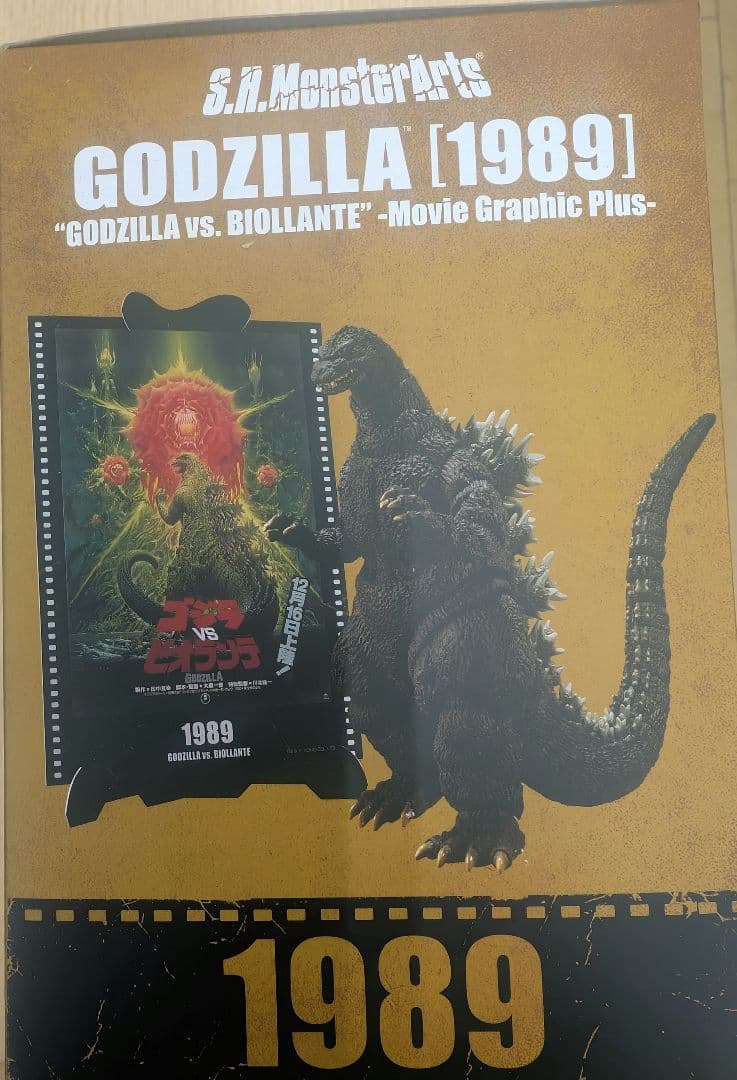 S.H.MonsterArts®
GODZILLA™ [1989]
“GODZILLA vs. BIOLLANTE” -Movie Graphic Plus-
12月16日上映!
ゴジラ
VS
ビオランテ
GODZILLA
1989
GODZILLA vs. BIOLLANTE
1989